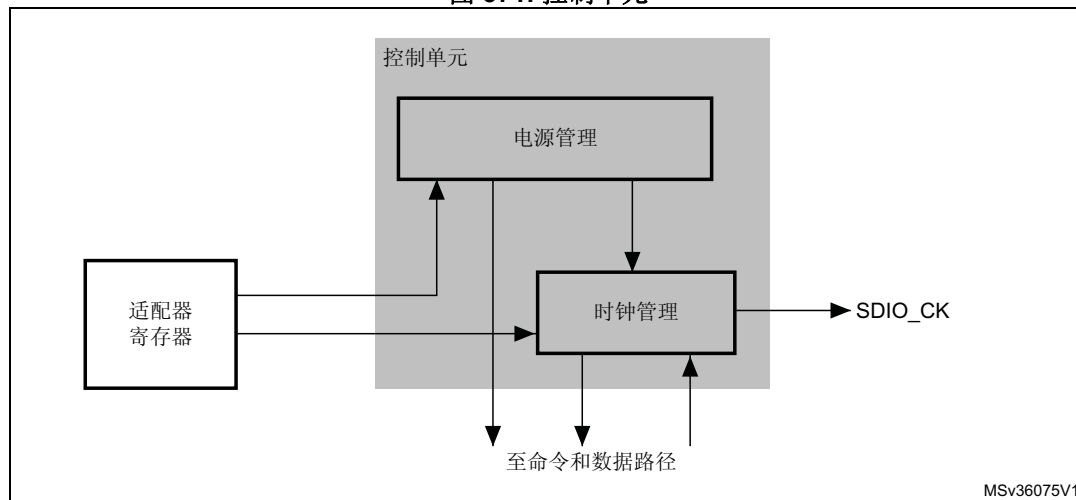 控制单元
电源管理
适配器
寄存器
时钟管理
SDIO_CK
至命令和数据路径
MSv36075V1